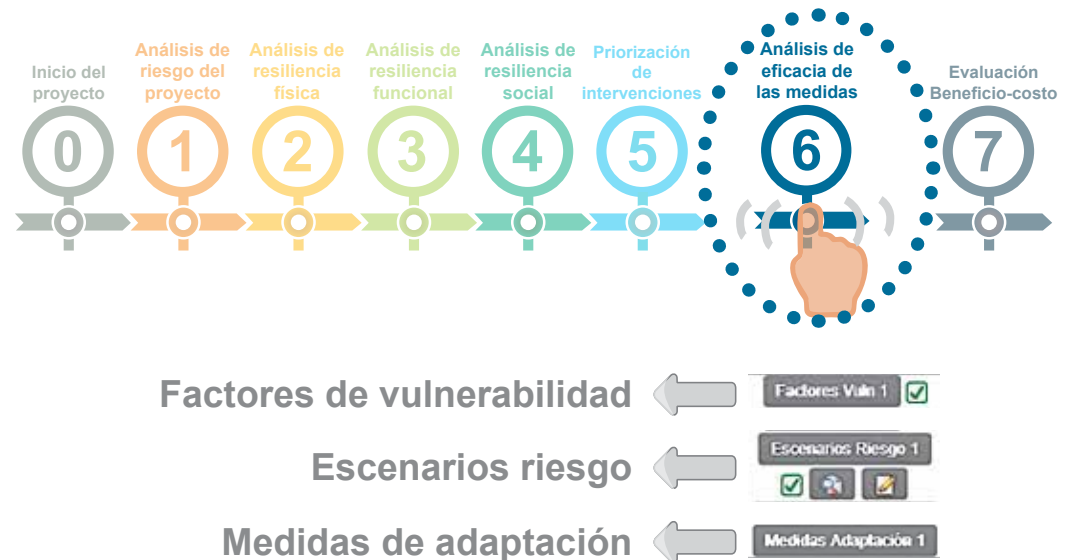 Inicio del
proyecto
0
Análisis de
riesgo del
proyecto
1
Análisis de
resiliencia
fisica
2
Análisis de
resiliencia
funcional
3
Análisis de
resiliencia
social
4
Priorización
de
intervenciones
5
Análisis de
eficacia de
las medidas
6
Evaluación
Beneficio-costo
7
Factores de vulnerabilidad
Factores Vuln 1
Escenarios riesgo
Escenarios Riesgo 1
Medidas de adaptación
Medidas Adaptación 1